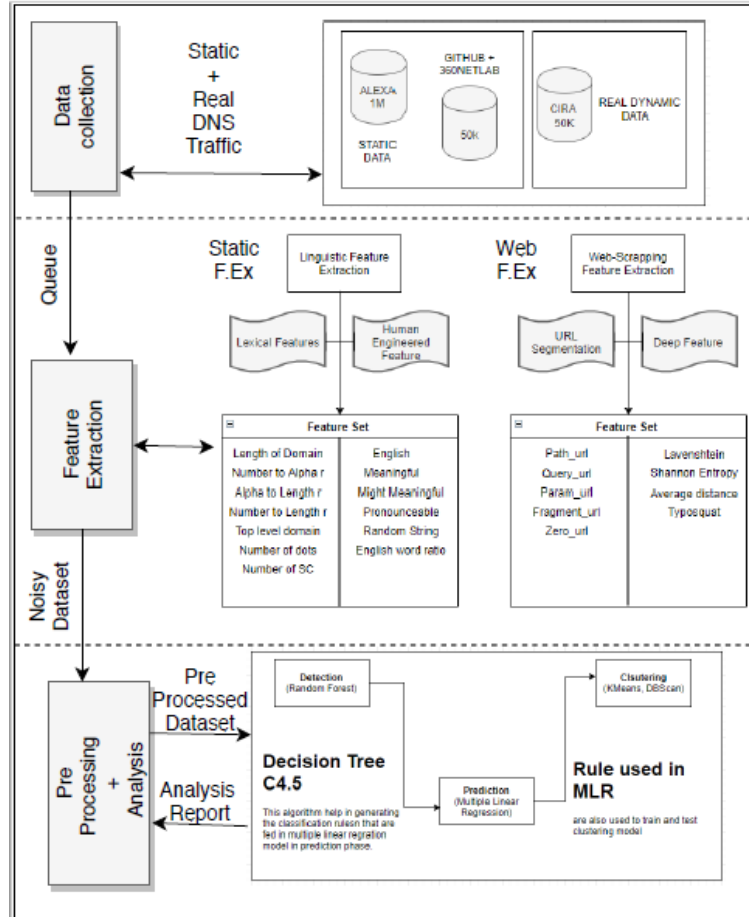 Data
collection
Static
+
Real
DNS
Traffic
ALEXA
1M
STATIC
DATA
GITHUB +
360NETLAB
50k
CIRA
50K
REAL DYNAMIC
DATA
Queue
Static
F.Ex
Linguistic Feature
Extraction
Lexical Features
Human
Engineered
Feature
Web
F.Ex
Web-Scrapping
Feature Extraction
URL
Segmentation
Deep Feature
Feature
Extraction
Feature Set
Length of Domain
Number to Alpha r
Alpha to Length r
Number to Length r
Top level domain
Number of dots
Number of SC
English
Meaningful
Might Meaningful
Pronounceable
Random String
English word ratio
Feature Set
Path_url
Query_url
Param_url
Fragment_url
Zero_url
Lavenshtein
Shannon Entropy
Average distance
Typosquat
Noisy
Dataset
Pre
Processing
+
Analysis
Pre
Processed
Dataset
Analysis
Report
Detection
(Random Forest)
Decision Tree
C4.5
This algorithm help in generating
the classification rulesn that are
fed in multiple linear regration
model in prediction phase.
Prediction
(Multiple Linear
Regression)
Clsutering
(KMeans, DBScan)
Rule used in
MLR
are also used to train and test
clustering model